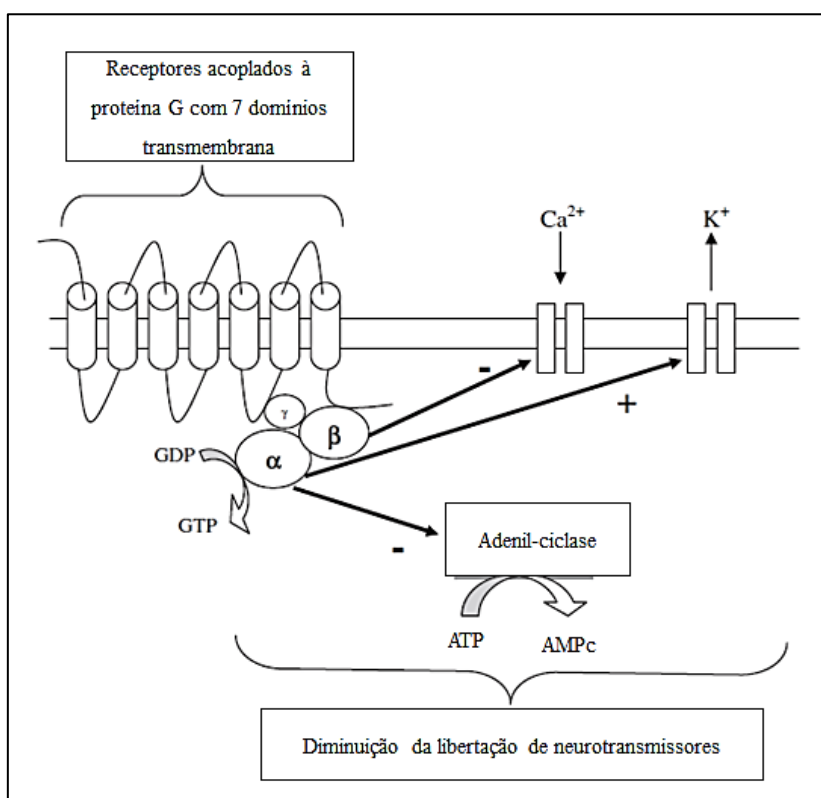 Receptores acoplados à
proteína G com 7 domínios
transmembrana
Ca2+
K+
-
+
γ
β
α
GDP
GTP
-
Adenil-ciclase
ATP
AMPc
Diminuição da libertação de neurotransmissores